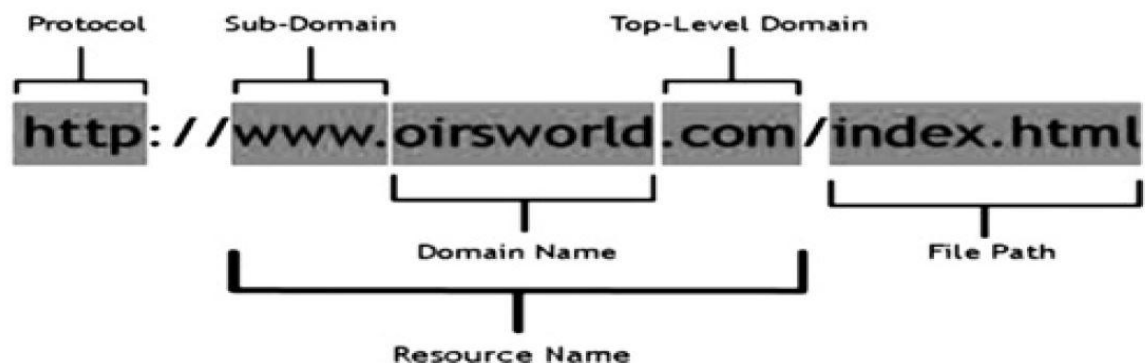 Protocol Sub-Domain Top-Level Domain
http://www.oirsworld.com/index.html
Domain Name File Path
Resource Name